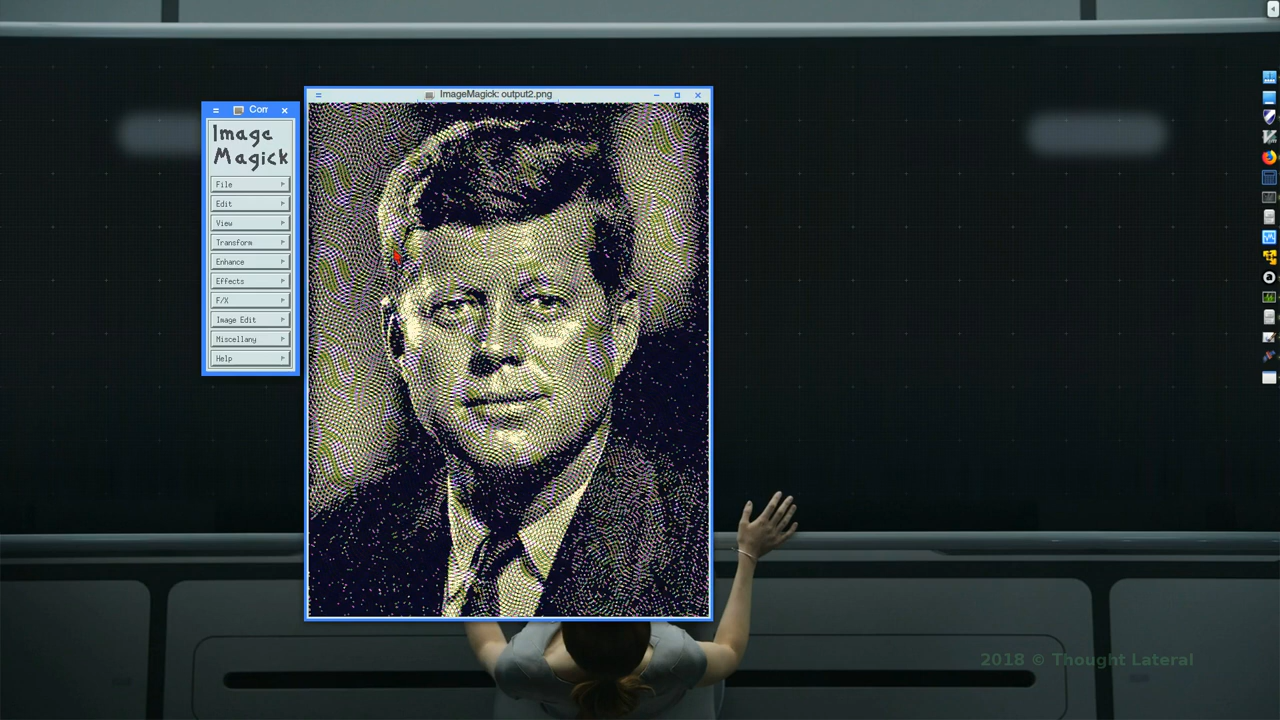 ImageMagick: output2.png
Com
Image
Magick
File
Edit
View
Transform
Enhance
Effects
F/X
Image Edit
Miscellany
Help
2018 © Thought Lateral